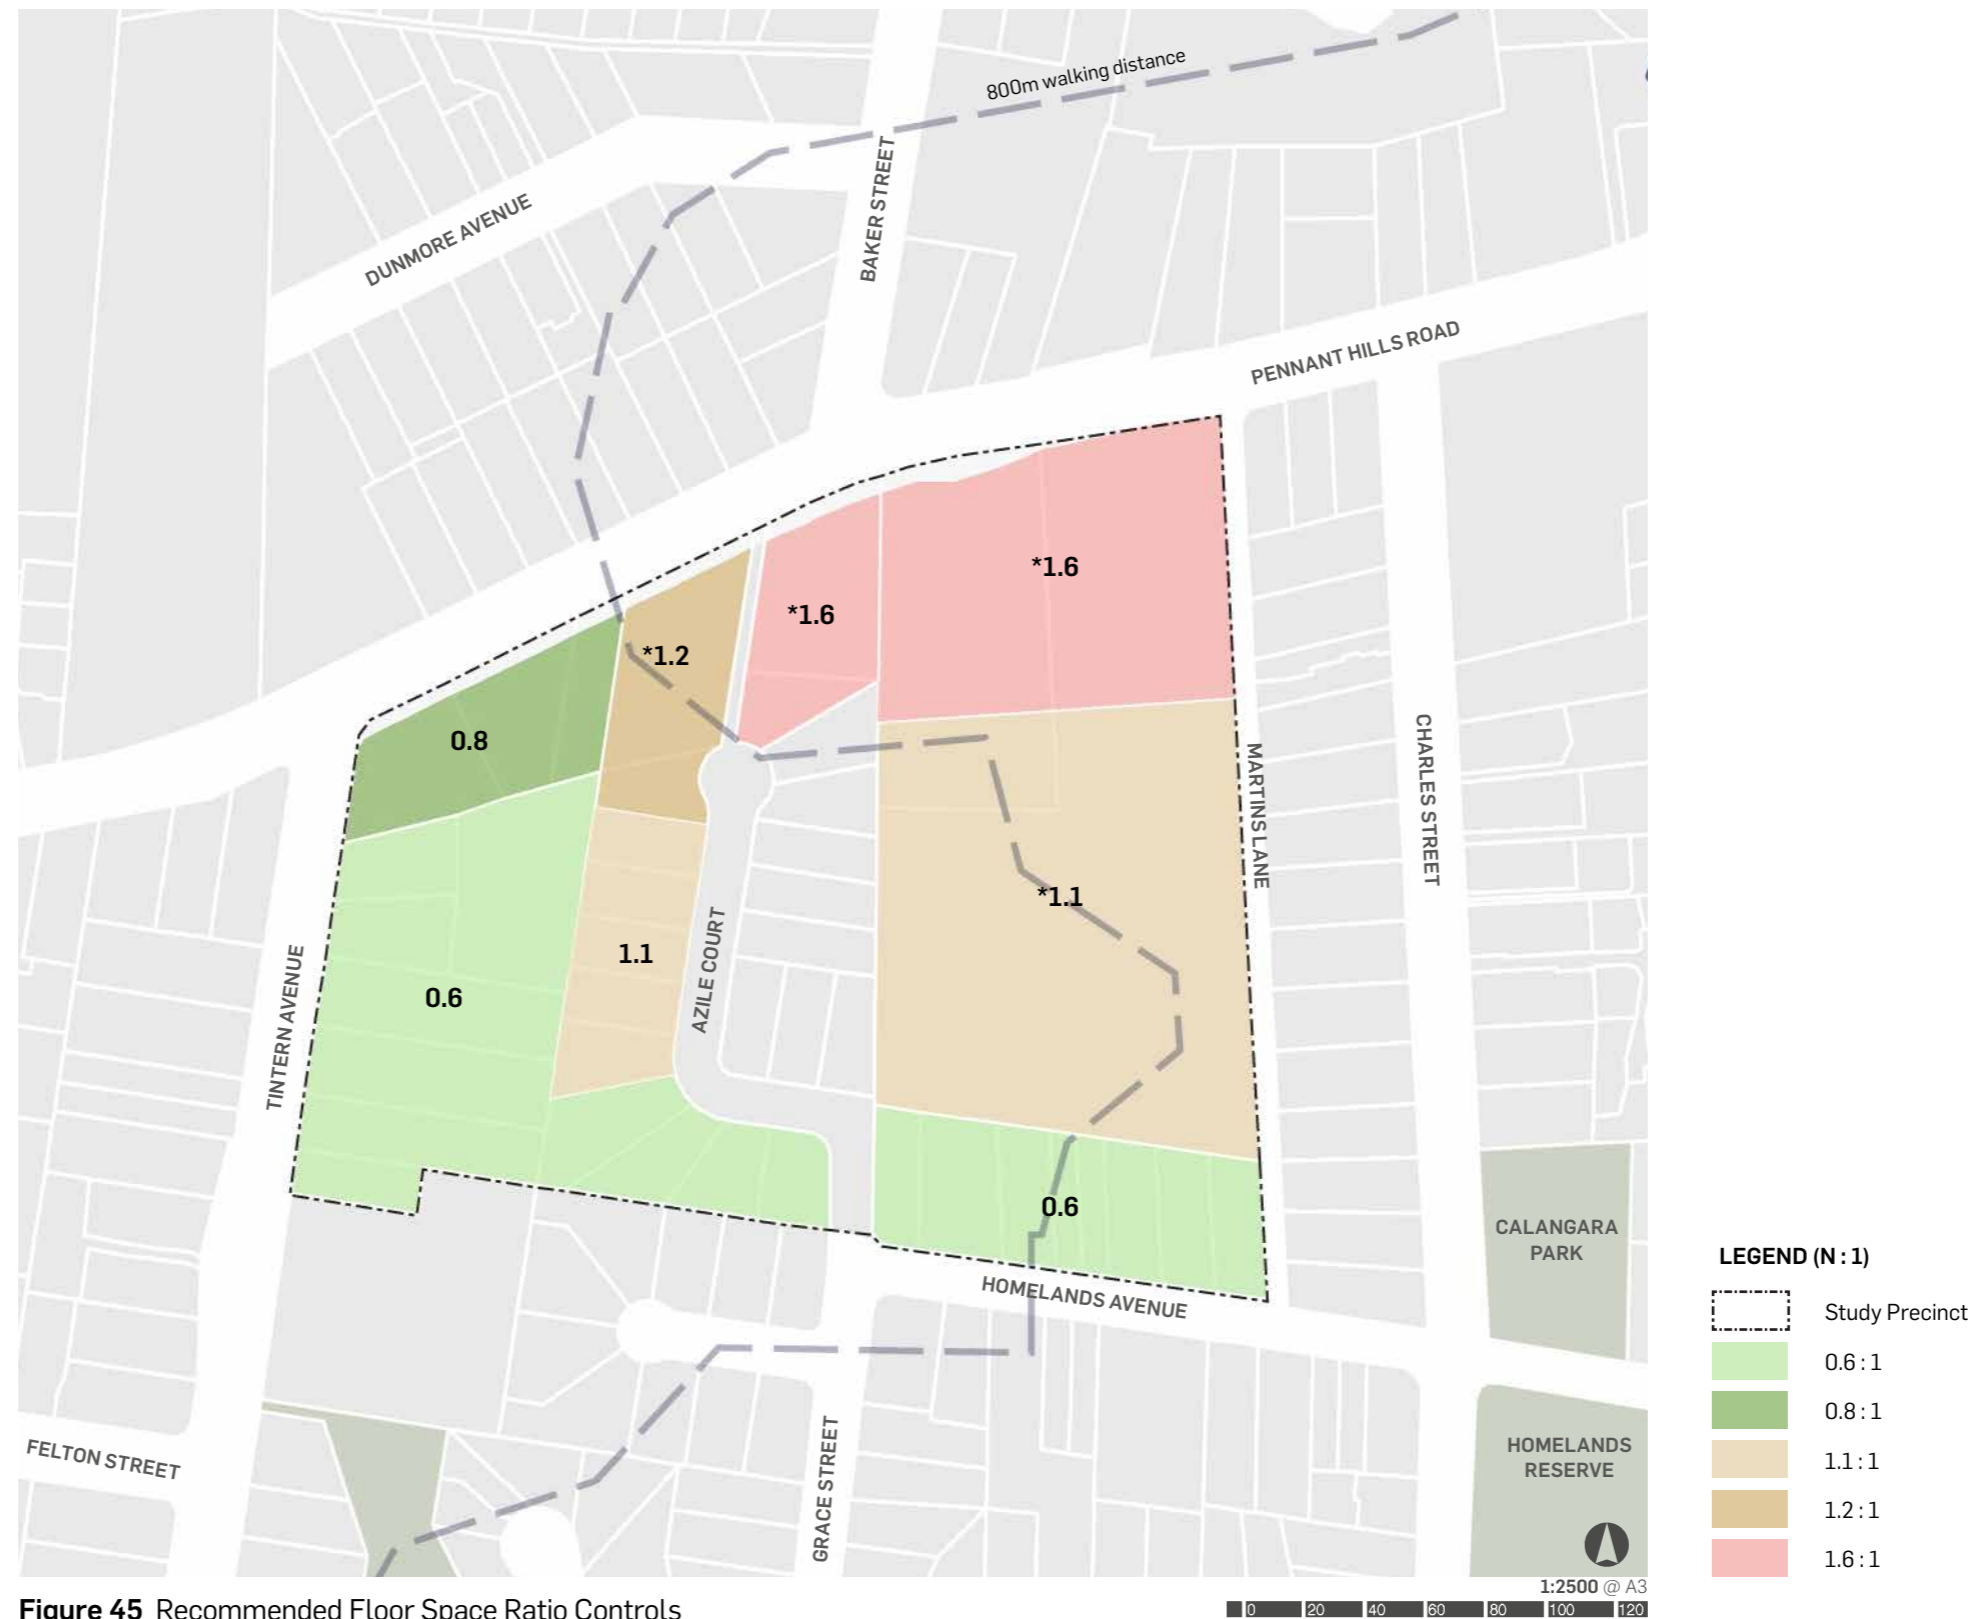 800m walking distance
DUNMORE AVENUE
BAKER STREET
PENNANT HILLS ROAD
*1.6
*1.6
*1.2
0.8
MARTINS LANE
CHARLES STREET
*1.1
1.1
AZILE COURT
0.6
TINTERN AVENUE
0.6
CALANGARA
PARK
HOMELANDS AVENUE
HOMELANDS
RESERVE
FELTON STREET
GRACE STREET
LEGEND (N : 1)
Study Precinct
0.6 : 1
0.8 : 1
1.1 : 1
1.2 : 1
1.6 : 1
1:2500 @ A3
0 20 40 60 80 100 120
Figure 45 Recommended Floor Space Ratio Controls